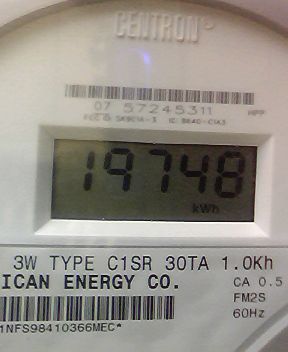 CENTRON
07 57245311 HPP
19748
kWh
3W TYPE C1SR 30TA 1.0Kh
ICAN ENERGY CO. CA 0.5
FM2S
60Hz
1NFS98410366MEC*